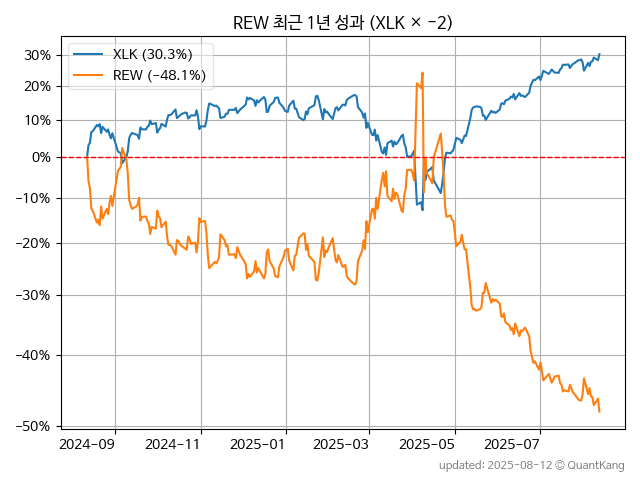 REW 최근 1년 성과 (XLK × −2)
XLK (30.3%)
REW (−48.1%)
30%
20%
10%
0%
−10%
−20%
−30%
−40%
−50%
2024−09 2024−11 2025−01 2025−03 2025−05 2025−07
updated: 2025−08−12 © QuantKang